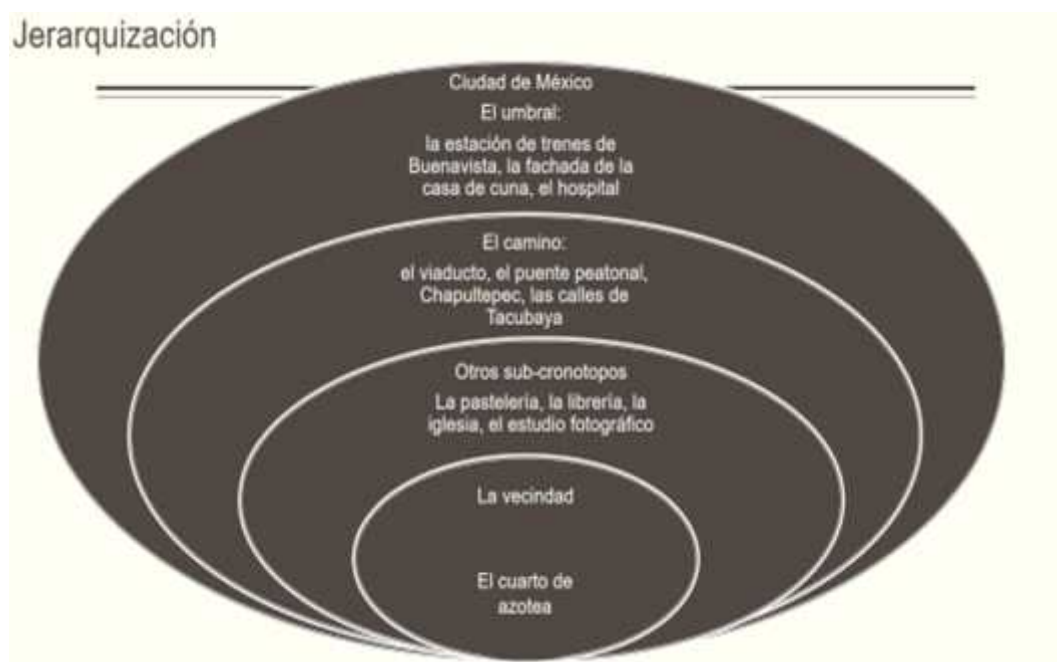 Jerarquización
Ciudad de México
El umbral:
la estación de trenes de
Buenavista, la fachada de la
casa de cuna, el hospital
El camino:
el viaducto, el puente peatonal,
Chapultepec, las calles de
Tacubaya
Otros sub-cronotopos
La pastelería, la librería, la
iglesia, el estudio fotográfico
La vecindad
El cuarto de
azotea